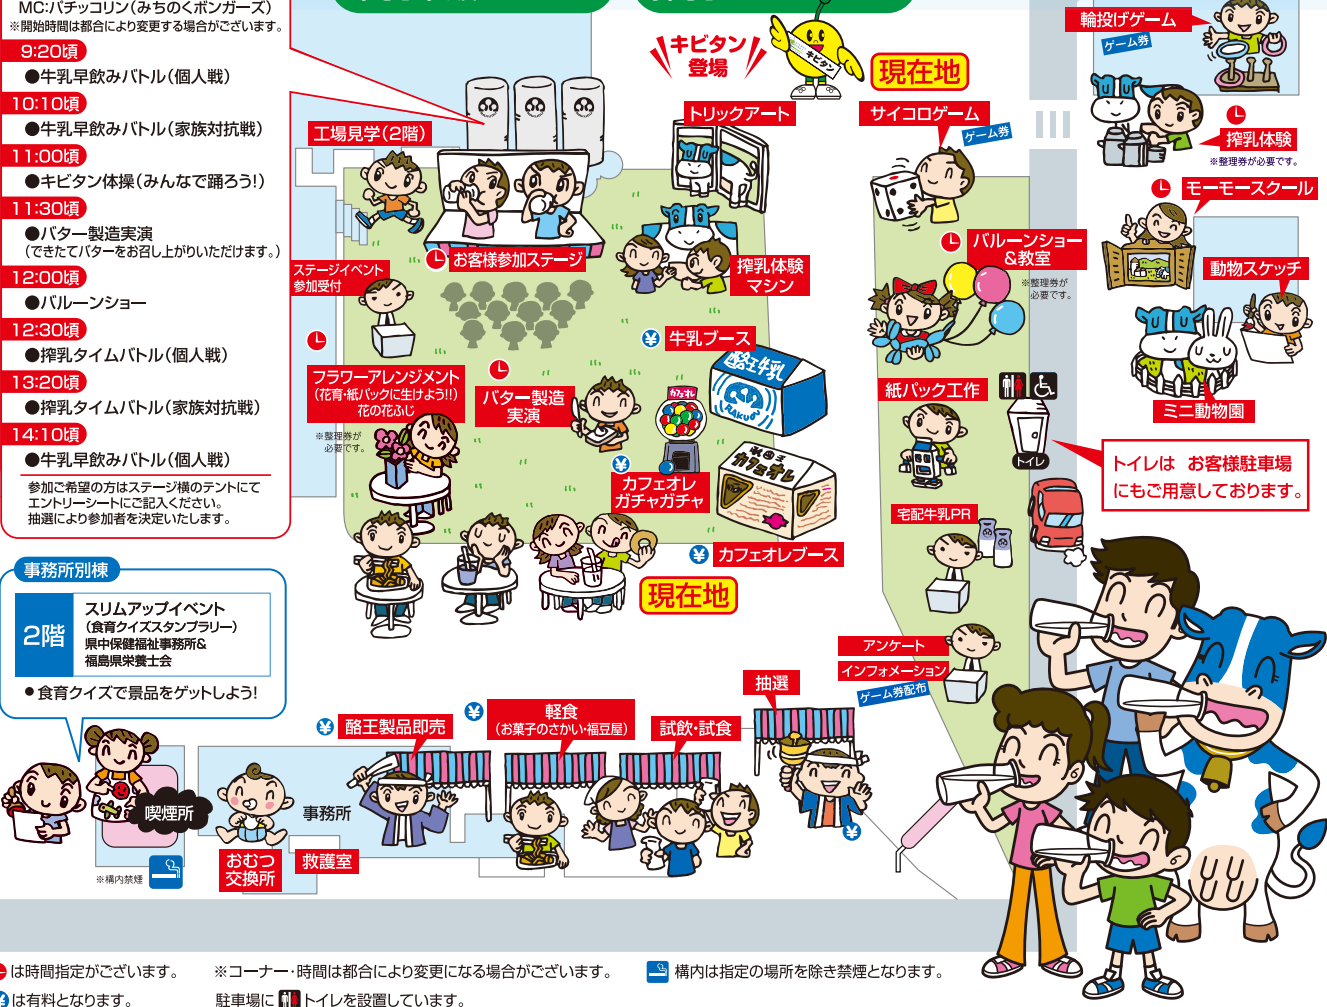 MC:パチッコリン(みちのくボンガーズ)
※開始時間は都合により変更する場合がございます。
9:20頃
●牛乳早飲みバトル(個人戦)
10:10頃
●牛乳早飲みバトル(家族対抗戦)
11:00頃
●キビタン体操(みんなで踊ろう!)
11:30頃
●バター製造実演
(できたてバターをお召し上がりいただけます。)
12:00頃
●バルーンショー
12:30頃
●搾乳タイムバトル(個人戦)
13:20頃
●搾乳タイムバトル(家族対抗戦)
14:10頃
●牛乳早飲みバトル(個人戦)
参加ご希望の方はステージ横のテントにて
エントリーシートにご記入ください。
抽選により参加者を決定いたします。
キビタン
登場
キビタン
現在地
輪投げゲーム
ゲーム券
トリックアート
サイコロゲーム
ゲーム券
工場見学(2階)
搾乳体験
※整理券が必要です。
モーモースクール
お客様参加ステージ
ステージイベント
参加受付
搾乳体験
マシン
バルーンショー
&教室
※整理券が
必要です。
動物スケッチ
¥ 牛乳ブース
酪王牛乳
RAKUO
フラワーアレンジメント
(花育・紙パックに生けよう!!)
花の花ふじ
※整理券が
必要です。
バター製造
実演
紙パック工作
ミニ動物園
カフェオレ
¥
カフェオレ
ガチャガチャ
トイレ
トイレは お客様駐車場
にもご用意しております。
宅配牛乳PR
¥ カフェオレブース
現在地
事務所別棟
2階
スリムアップイベント
(食育クイズスタンプラリー)
県中保健福祉事務所&
福島県栄養士会
●食育クイズで景品をゲットしよう!
アンケート
インフォメーション
ゲーム券配布
抽選
¥ 酪王製品即売
¥ 軽食
(お菓子のさかい・福豆屋)
試飲・試食
¥
喫煙所
事務所
おむつ
交換所
救護室
※構内禁煙
は時間指定がございます。
※コーナー・時間は都合により変更になる場合がございます。
構内は指定の場所を除き禁煙となります。
¥は有料となります。
駐車場にトイレを設置しています。